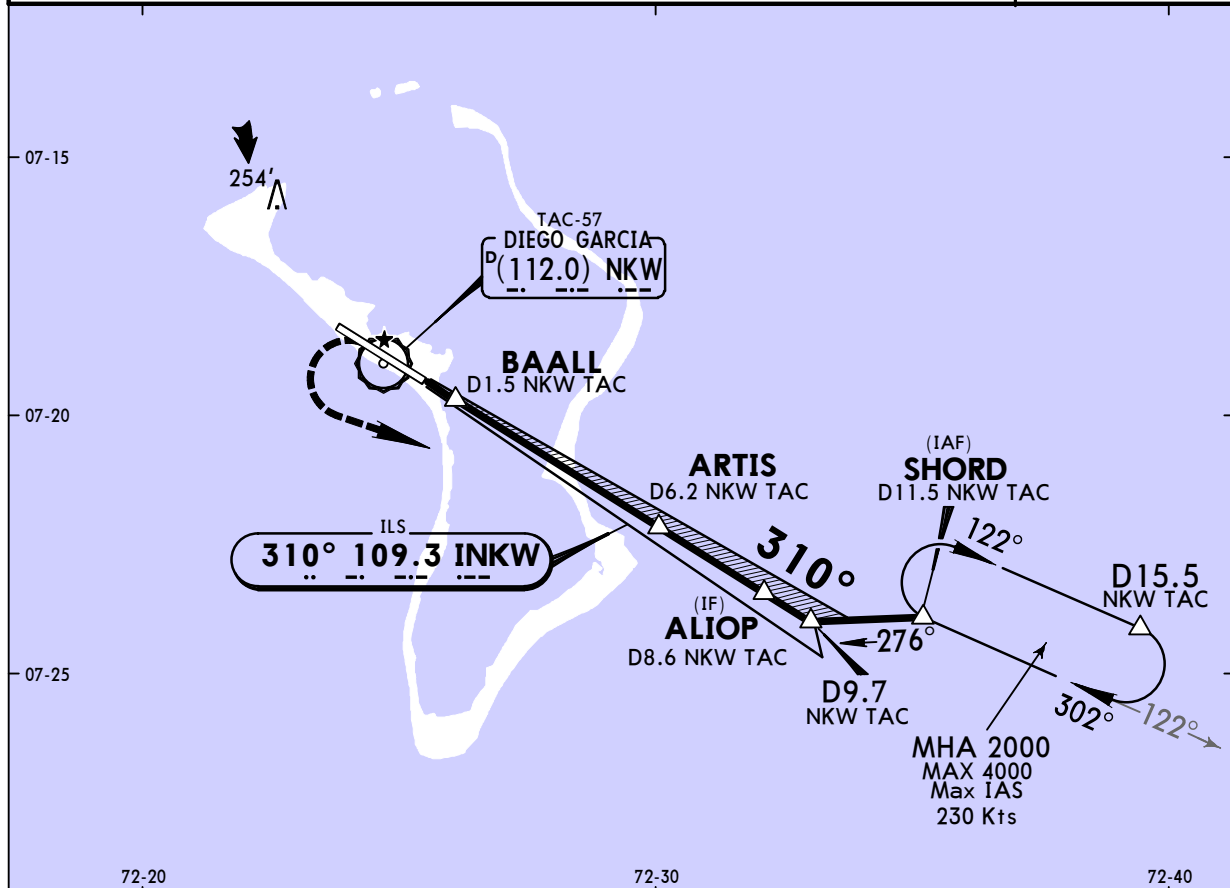 07-15
254'
TAC-57
DIEGO GARCIA
D(112.0) NKW
BAALL
D1.5 NKW TAC
07-20
ARTIS
D6.2 NKW TAC
(IAF)
SHORD
D11.5 NKW TAC
ILS
310° 109.3 INKW
310°
122°
D15.5
NKW TAC
(IF)
ALIOP
D8.6 NKW TAC
276°
07-25
D9.7
NKW TAC
302°
122°
MHA 2000
MAX 4000
Max IAS
230 Kts
72-20
72-30
72-40